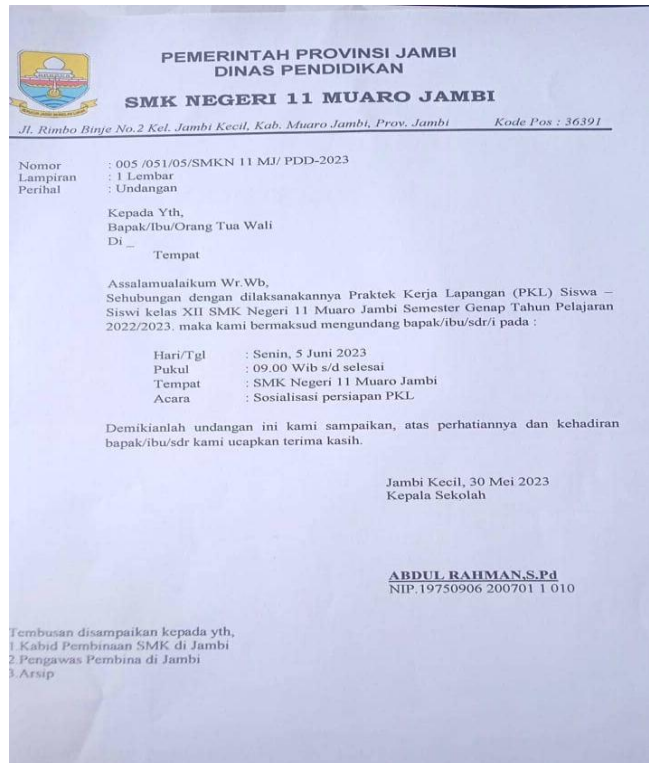 PEMERINTAH PROVINSI JAMBI
DINAS PENDIDIKAN
SMK NEGERI 11 MUARO JAMBI
Jl. Rimbo Binje No.2 Kel. Jambi Kecil, Kab. Muaro Jambi, Prov. Jambi Kode Pos : 36391
Nomor : 005 /051/05/SMKN 11 MJ/ PDD-2023
Lampiran : 1 Lembar
Perihal : Undangan
Kepada Yth,
Bapak/Ibu/Orang Tua Wali
Di _
Tempat
Assalamualaikum Wr.Wb,
Sehubungan dengan dilaksanakannya Praktek Kerja Lapangan (PKL) Siswa –
Siswi kelas XII SMK Negeri 11 Muaro Jambi Semester Genap Tahun Pelajaran
2022/2023. maka kami bermaksud mengundang bapak/ibu/sdr/i pada :
Hari/Tgl : Senin, 5 Juni 2023
Pukul : 09.00 Wib s/d selesai
Tempat : SMK Negeri 11 Muaro Jambi
Acara : Sosialisasi persiapan PKL
Demikianlah undangan ini kami sampaikan, atas perhatiannya dan kehadiran
bapak/ibu/sdr kami ucapkan terima kasih.
Jambi Kecil, 30 Mei 2023
Kepala Sekolah
ABDUL RAHMAN,S.Pd
NIP.19750906 200701 1 010
Tembusan disampaikan kepada yth,
1.Kabid Pembinaan SMK di Jambi
2.Pengawas Pembina di Jambi
3.Arsip